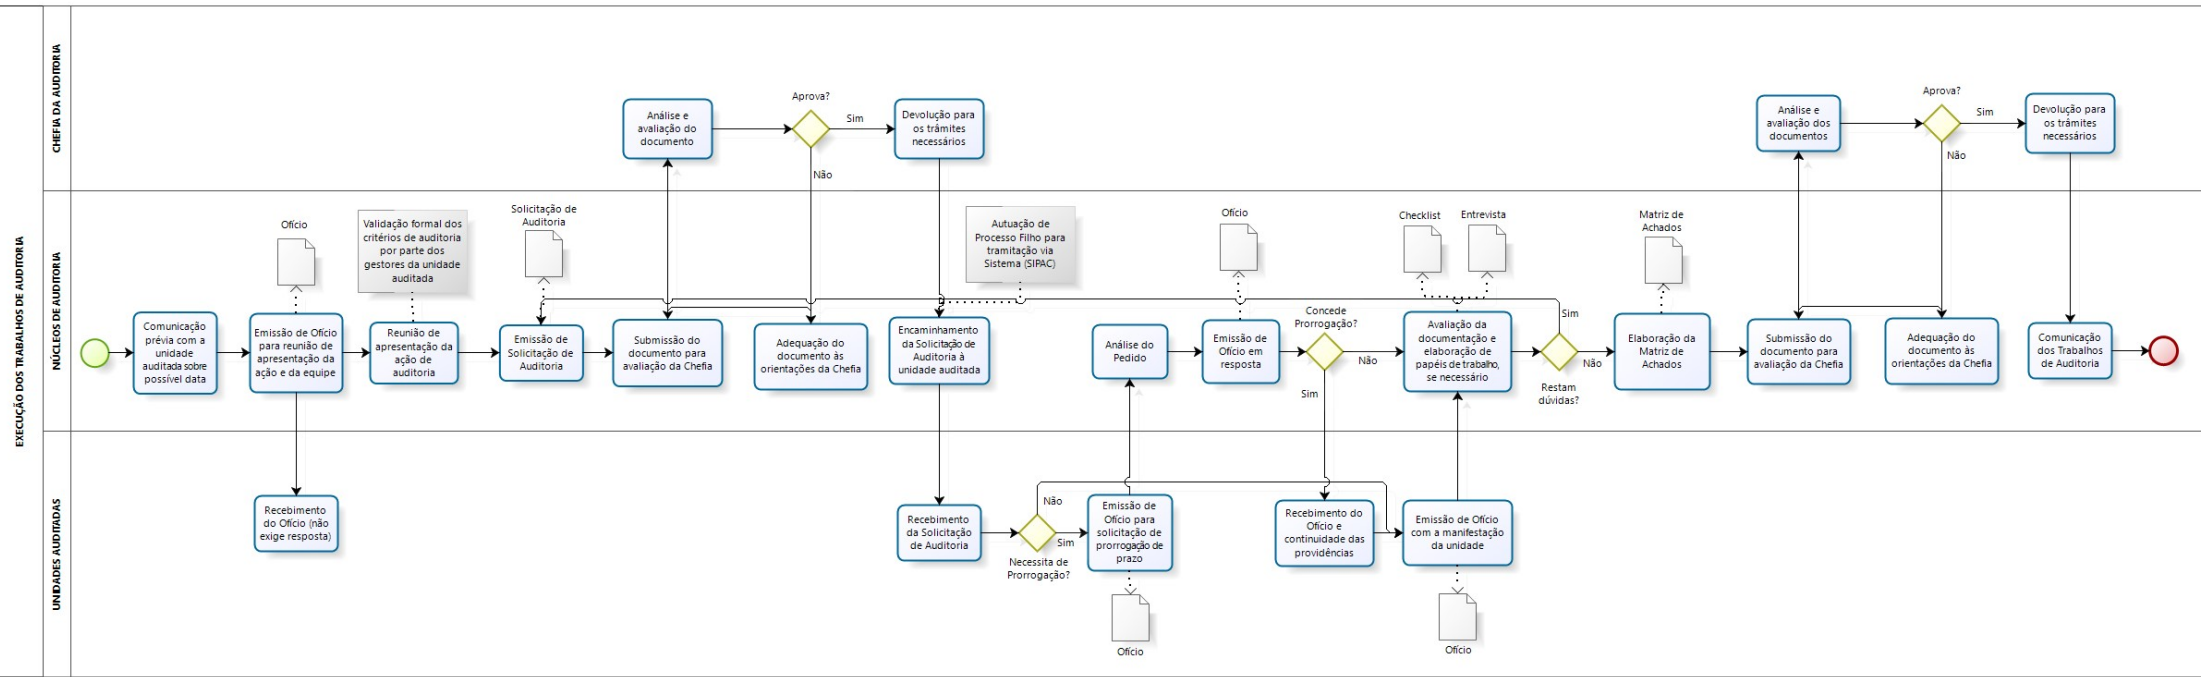 EXECUÇÃO DOS TRABALHOS DE AUDITORIA
CHEFIA DA AUDITORIA
Análise e
avaliação do
documento
Aprova?
Sim
Não
Devolução para
os trâmites
necessários
Análise e
avaliação dos
documentos
Aprova?
Sim
Não
Devolução para
os trâmites
necessários
NÚCLEOS DE AUDITORIA
Comunicação
prévia com a
unidade
auditada sobre
possível data
Ofício
Emissão de Ofício
para reunião de
apresentação da
ação e da equipe
Validação formal dos
critérios de auditoria
por parte dos
gestores da unidade
auditada
Reunião de
apresentação da
ação de
auditoria
Solicitação de
Auditoria
Emissão de
Solicitação de
Auditoria
Submissão do
documento para
avaliação da Chefia
Adequação do
documento às
orientações da Chefia
Autuação de
Processo Filho para
tramitação via
Sistema (SIPAC)
Encaminhamento
da Solicitação de
Auditoria à
unidade auditada
Análise do
Pedido
Ofício
Emissão de
Ofício em
resposta
Concede
Prorrogação?
Não
Sim
Checklist
Entrevista
Avaliação da
documentação e
elaboração de
papéis de trabalho,
se necessário
Sim
Não
Restam
dúvidas?
Matriz de
Achados
Elaboração da
Matriz de
Achados
Submissão do
documento para
avaliação da Chefia
Adequação do
documento às
orientações da Chefia
Comunicação
dos Trabalhos
de Auditoria
UNIDADES AUDITADAS
Recebimento
do Ofício (não
exige resposta)
Recebimento
da Solicitação
de Auditoria
Não
Sim
Necessita de
Prorrogação?
Emissão de
Ofício para
solicitação de
prorrogação de
prazo
Ofício
Recebimento do
Ofício e
continuidade das
providências
Emissão de Ofício
com a manifestação
da unidade
Ofício